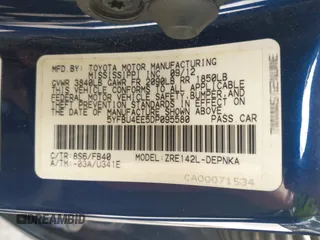 MFD. BY: TOYOTA MOTOR MANUFACTURING
MISSISSIPPI INC 09/12
GVWR 3840LB GAWR FR 2090LB RR 1850LB
THIS VEHICLE CONFORMS TO ALL APPLICABLE
FEDERAL MOTOR VEHICLE SAFETY, BUMPER, AND
THEFT PREVENTION STANDARDS IN EFFECT ON THE
DATE OF MANUFACTURE SHOWN ABOVE.
5YFBU4EE5DP095580 PASS CAR
C/TR: 8S6/FB40 MODEL: ZRE142L-DEPNKA
A/TM: -03A/U341E
CA00071534
DREAMBID